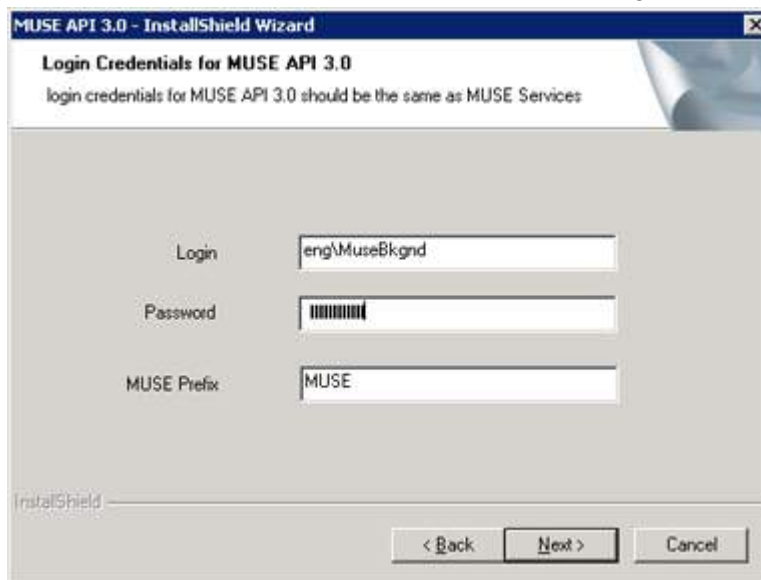 MUSE API 3.0 - InstallShield Wizard
Login Credentials for MUSE API 3.0
login credentials for MUSE API 3.0 should be the same as MUSE Services
Login
eng\MuseBkgnd
Password
MUSE Prefix
MUSE
InstallShield
< Back
Next >
Cancel